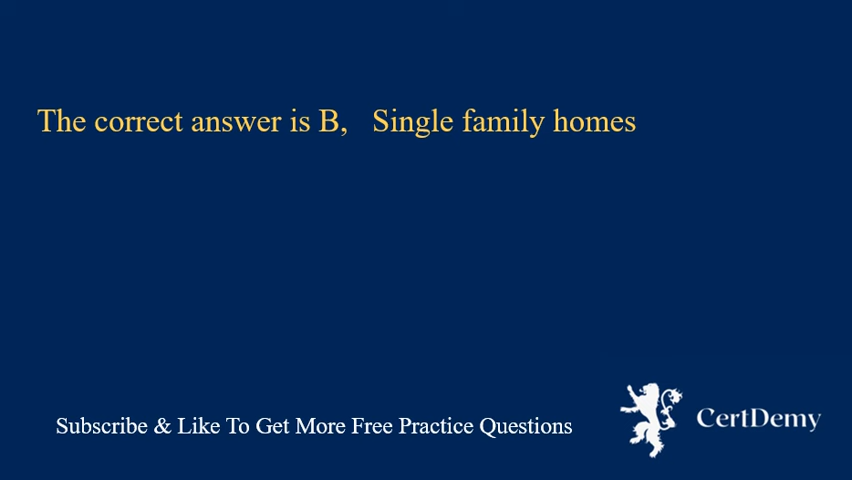 The correct answer is B, Single family homes
Subscribe & Like To Get More Free Practice Questions
CertDemy